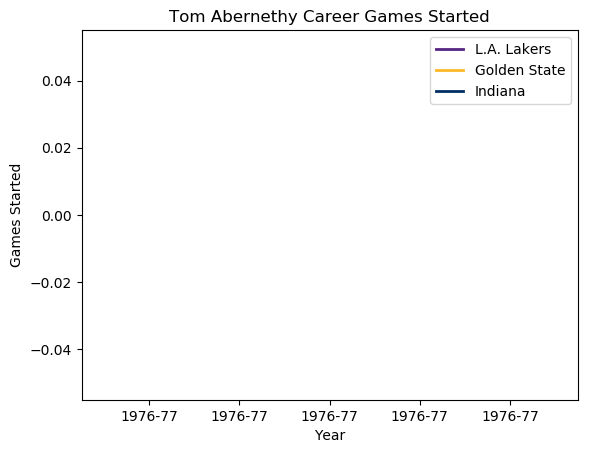 Tom Abernethy Career Games Started
L.A. Lakers
Golden State
Indiana
0.04
0.02
0.00
−0.02
−0.04
Games Started
1976-77 1976-77 1976-77 1976-77 1976-77
Year